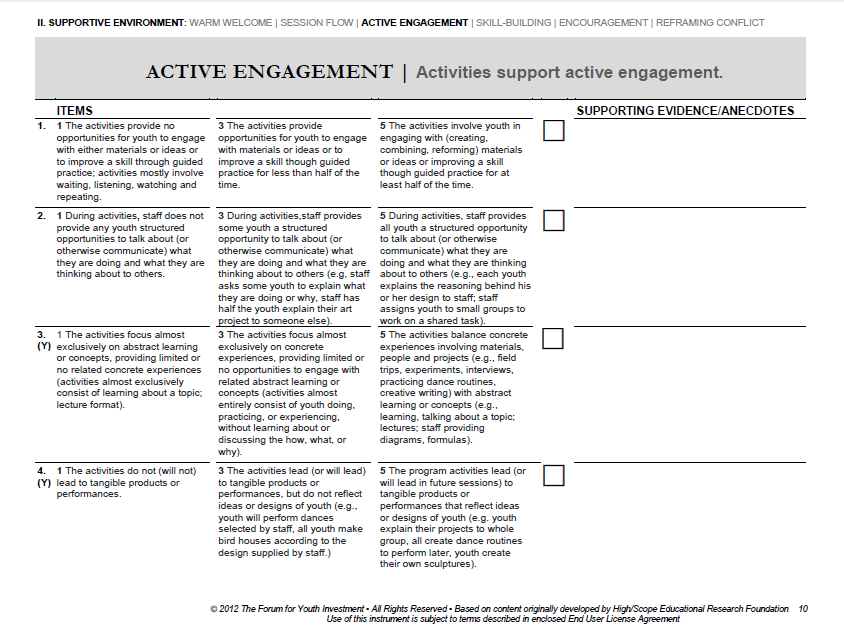 II. SUPPORTIVE ENVIRONMENT: WARM WELCOME | SESSION FLOW | ACTIVE ENGAGEMENT | SKILL-BUILDING | ENCOURAGEMENT | REFRAMING CONFLICT
ACTIVE ENGAGEMENT | Activities support active engagement.
ITEMS
SUPPORTING EVIDENCE/ANECDOTES
1. 1 The activities provide no
opportunities for youth to engage
with either materials or ideas or
to improve a skill through guided
practice; activities mostly involve
waiting, listening, watching and
repeating.
3 The activities provide
opportunities for youth to engage
with materials or ideas or to
improve a skill though guided
practice for less than half of the
time.
5 The activities involve youth in
engaging with (creating,
combining, reforming) materials
or ideas or improving a skill
though guided practice for at
least half of the time.
2. 1 During activities, staff does not
provide any youth structured
opportunities to talk about (or
otherwise communicate) what
they are doing and what they are
thinking about to others.
3 During activities,staff provides
some youth a structured
opportunity to talk about (or
otherwise communicate) what
they are doing and what they are
thinking about to others (e.g, staff
asks some youth to explain what
they are doing or why, staff has
half the youth explain their art
project to someone else).
5 During activities, staff provides
all youth a structured opportunity
to talk about (or otherwise
communicate) what they are
doing and what they are thinking
about to others (e.g., each youth
explains the reasoning behind his
or her design to staff; staff
assigns youth to small groups to
work on a shared task).
3. 1 The activities focus almost
(Y) exclusively on abstract learning
or concepts, providing limited or
no related concrete experiences
(activities almost exclusively
consist of learning about a topic;
lecture format).
3 The activities focus almost
exclusively on concrete
experiences, providing limited or
no opportunities to engage with
related abstract learning or
concepts (activities almost
entirely consist of youth doing,
practicing, or experiencing,
without learning about or
discussing the how, what, or
why).
5 The activities balance concrete
experiences involving materials,
people and projects (e.g., field
trips, experiments, interviews,
practicing dance routines,
creative writing) with abstract
learning or concepts (e.g.,
learning, talking about a topic;
lectures; staff providing
diagrams, formulas).
4. 1 The activities do not (will not)
(Y) lead to tangible products or
performances.
3 The activities lead (or will lead)
to tangible products or
performances, but do not reflect
ideas or designs of youth (e.g.,
youth will perform dances
selected by staff, all youth make
bird houses according to the
design supplied by staff.)
5 The program activities lead (or
will lead in future sessions) to
tangible products or
performances that reflect ideas
or designs of youth (e.g. youth
explain their projects to whole
group, all create dance routines
to perform later, youth create
their own sculptures).
© 2012 The Forum for Youth Investment • All Rights Reserved • Based on content originally developed by High/Scope Educational Research Foundation 10
Use of this instrument is subject to terms described in enclosed End User License Agreement